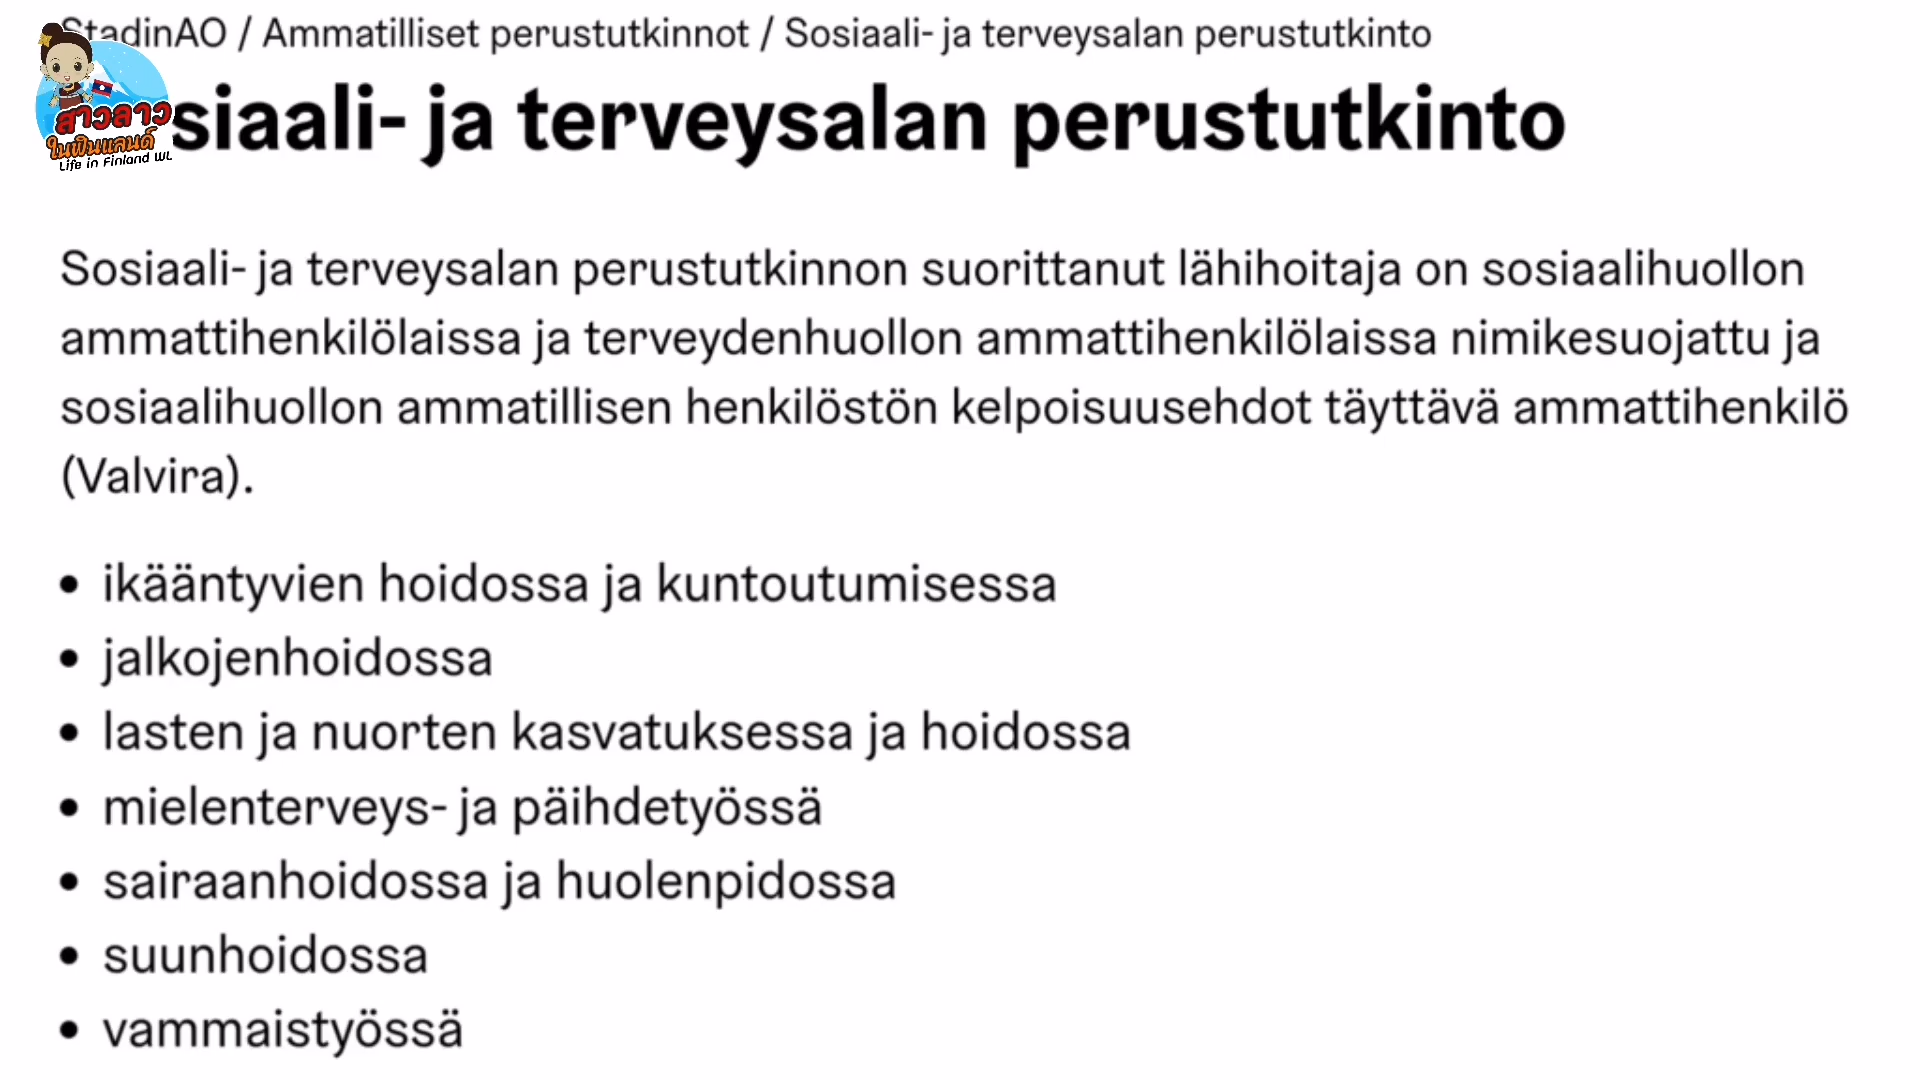 StadinAO / Ammatilliset perustutkinnot / Sosiaali- ja terveysalan perustutkinto
siaali- ja terveysalan perustutkinto
สาวลาว
ในฟินแลนด์
Life in Finland WL
Sosiaali- ja terveysalan perustutkinnon suorittanut lähihoitaja on sosiaalihuollon
ammattihenkilölaissa ja terveydenhuollon ammattihenkilölaissa nimikesuojattu ja
sosiaalihuollon ammatillisen henkilöstön kelpoisuusehdot täyttävä ammattihenkilö
(Valvira).
• ikääntyvien hoidossa ja kuntoutumisessa
• jalkojenhoidossa
• lasten ja nuorten kasvatuksessa ja hoidossa
• mielenterveys- ja päihdetyössä
• sairaanhoidossa ja huolenpidossa
• suunhoidossa
• vammaistyössä